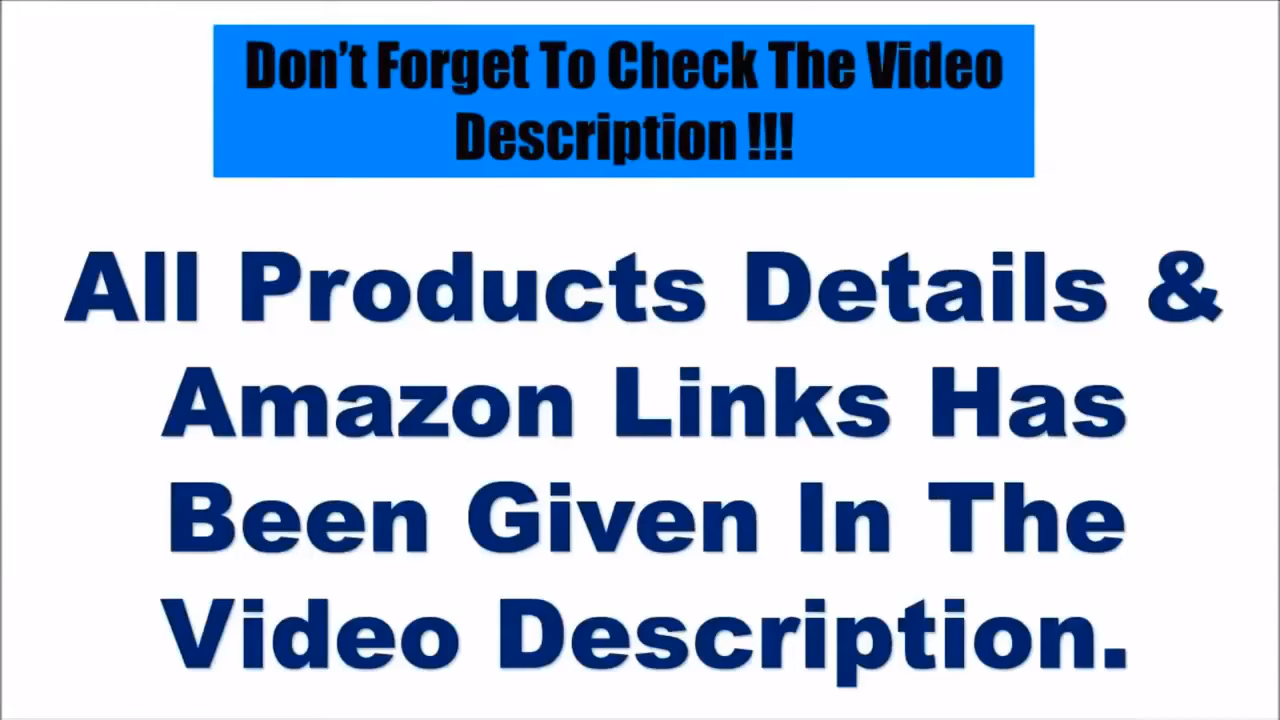 Don’t Forget To Check The Video
Description !!!
All Products Details &
Amazon Links Has
Been Given In The
Video Description.